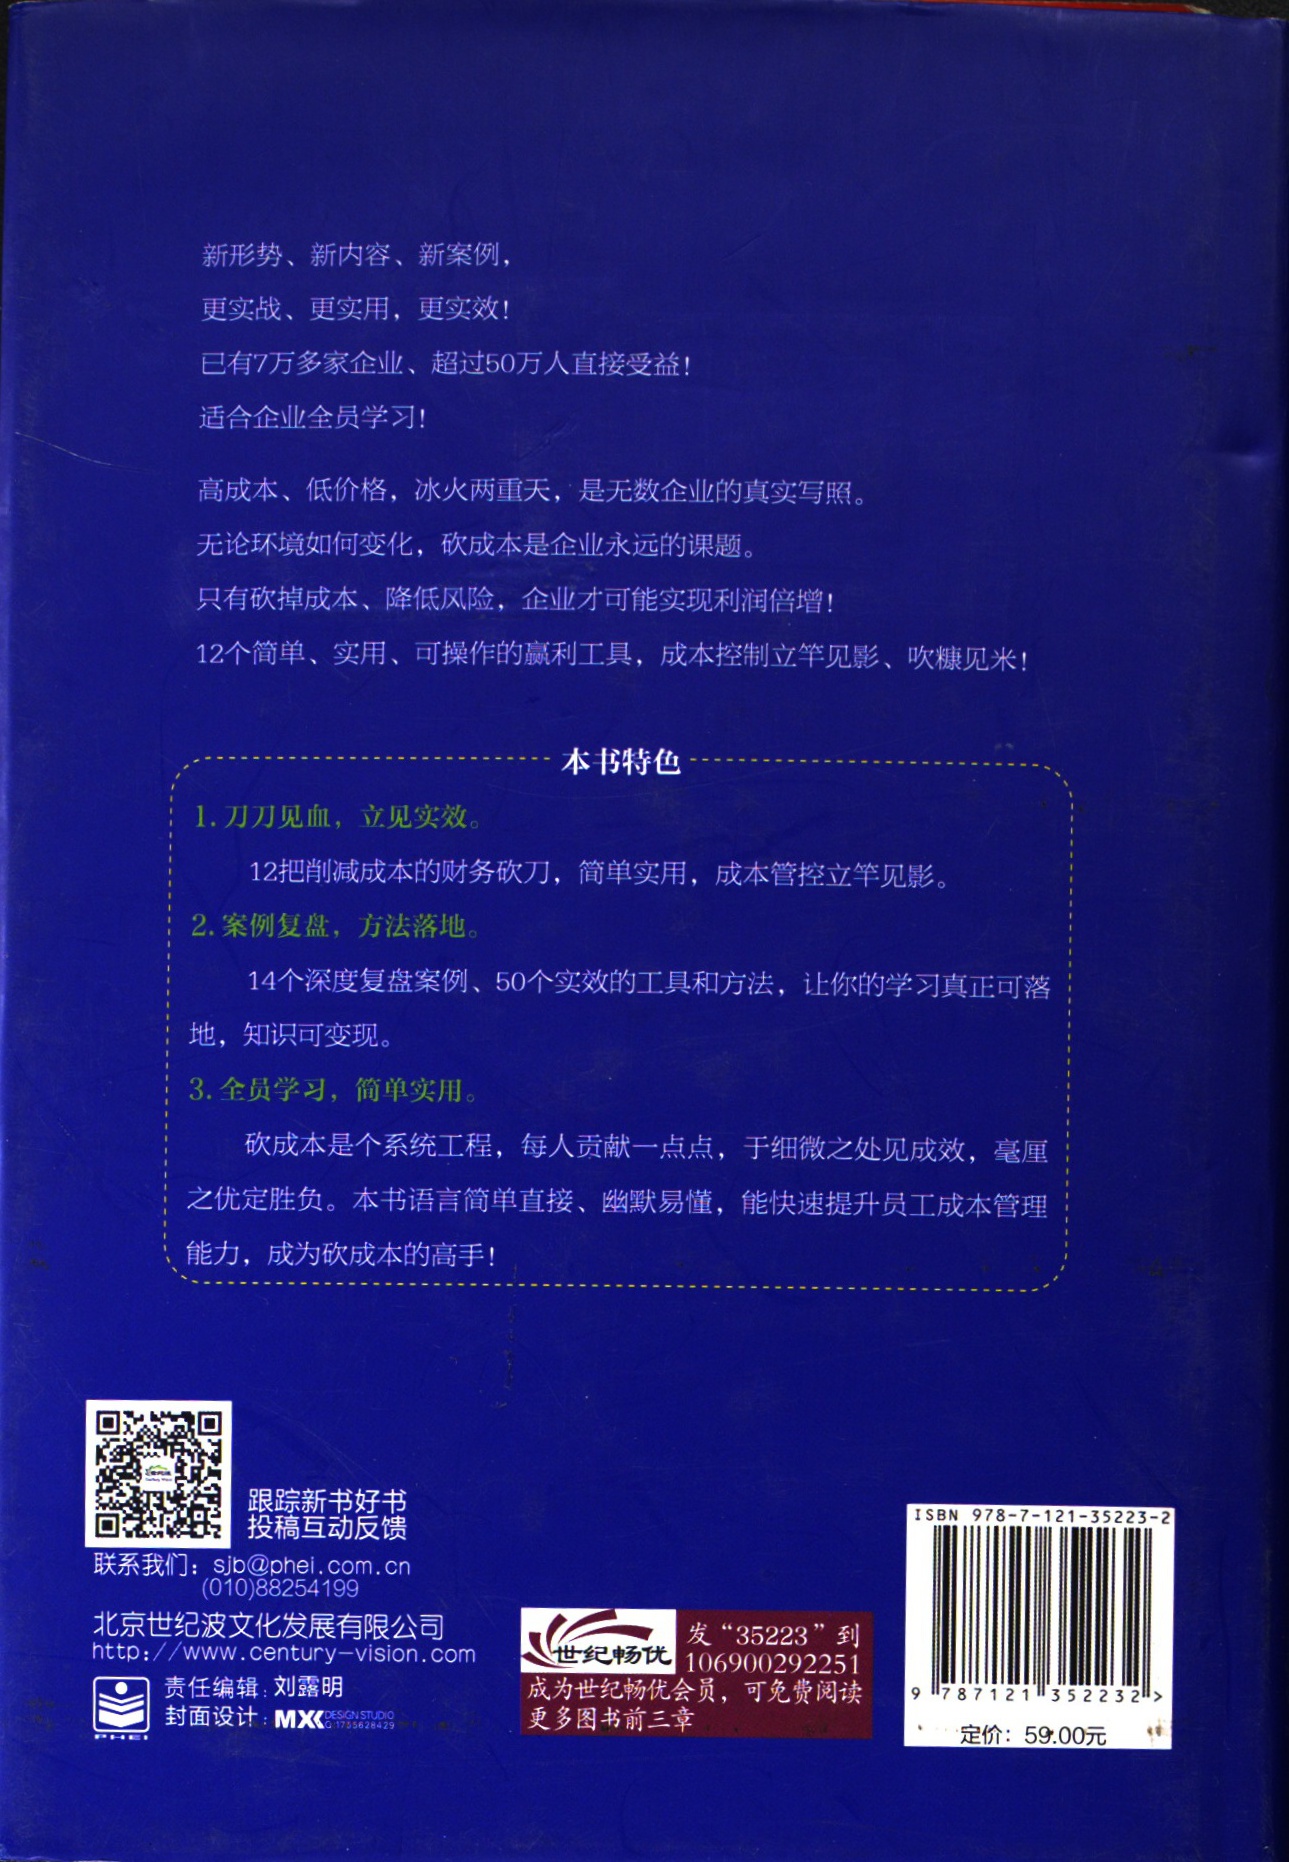 新形势、新内容、新案例，
更实战、更实用，更实效！
已有7万多家企业、超过50万人直接受益！
适合企业全员学习！
高成本、低价格，冰火两重天，是无数企业的真实写照。
无论环境如何变化，砍成本是企业永远的课题。
只有砍掉成本、降低风险，企业才可能实现利润倍增！
12个简单、实用、可操作的赢利工具，成本控制立竿见影、吹糠见米！
本书特色
1. 刀刀见血，立见实效。
12把削减成本的财务砍刀，简单实用，成本管控立竿见影。
2. 案例复盘，方法落地。
14个深度复盘案例、50个实效的工具和方法，让你的学习真正可落
地，知识可变现。
3. 全员学习，简单实用。
砍成本是个系统工程，每人贡献一点点，于细微之处见成效，毫厘
之优定胜负。本书语言简单直接、幽默易懂，能快速提升员工成本管理
能力，成为砍成本的高手！
跟踪新书好书
投稿互动反馈
联系我们：sjb@phei.com.cn
(010)88254199
北京世纪波文化发展有限公司
http://www.century-vision.com
责任编辑：刘露明
封面设计：MX DESIGN STUDIO
Q:1765628429
世纪畅优
发“35223”到
106900292251
成为世纪畅优会员，可免费阅读
更多图书前三章
ISBN 978-7-121-35223-2
9 787121 352232 >
定价：59.00元